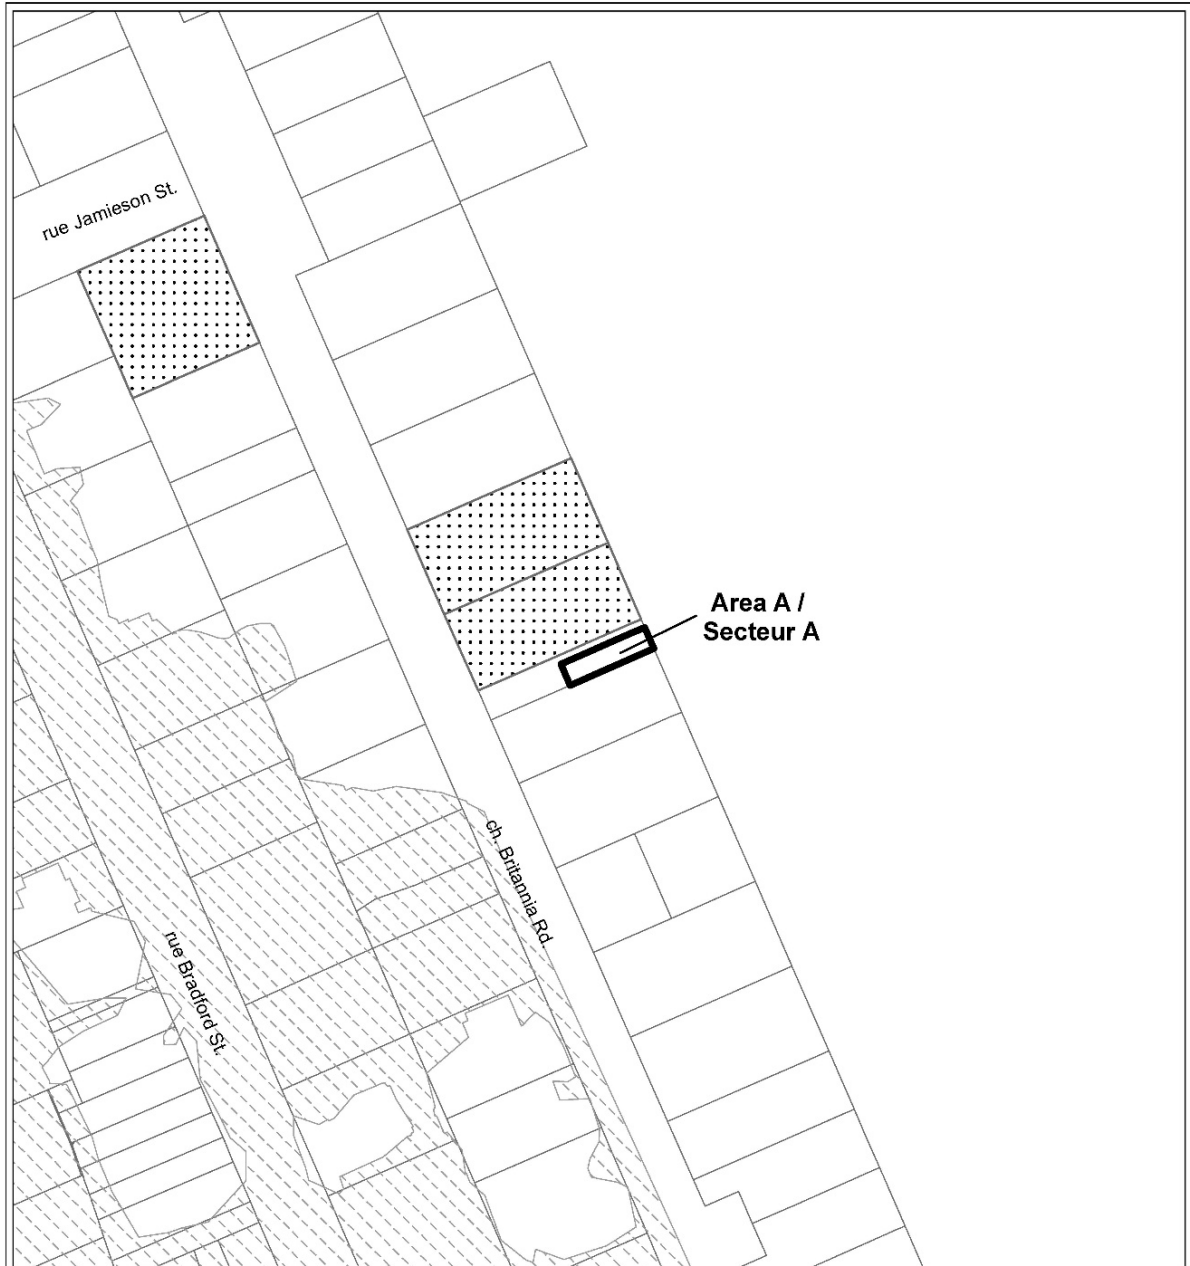 rue Jamieson St.
Area A /
Secteur A
ch. Britannia Rd.
rue Bradford St.